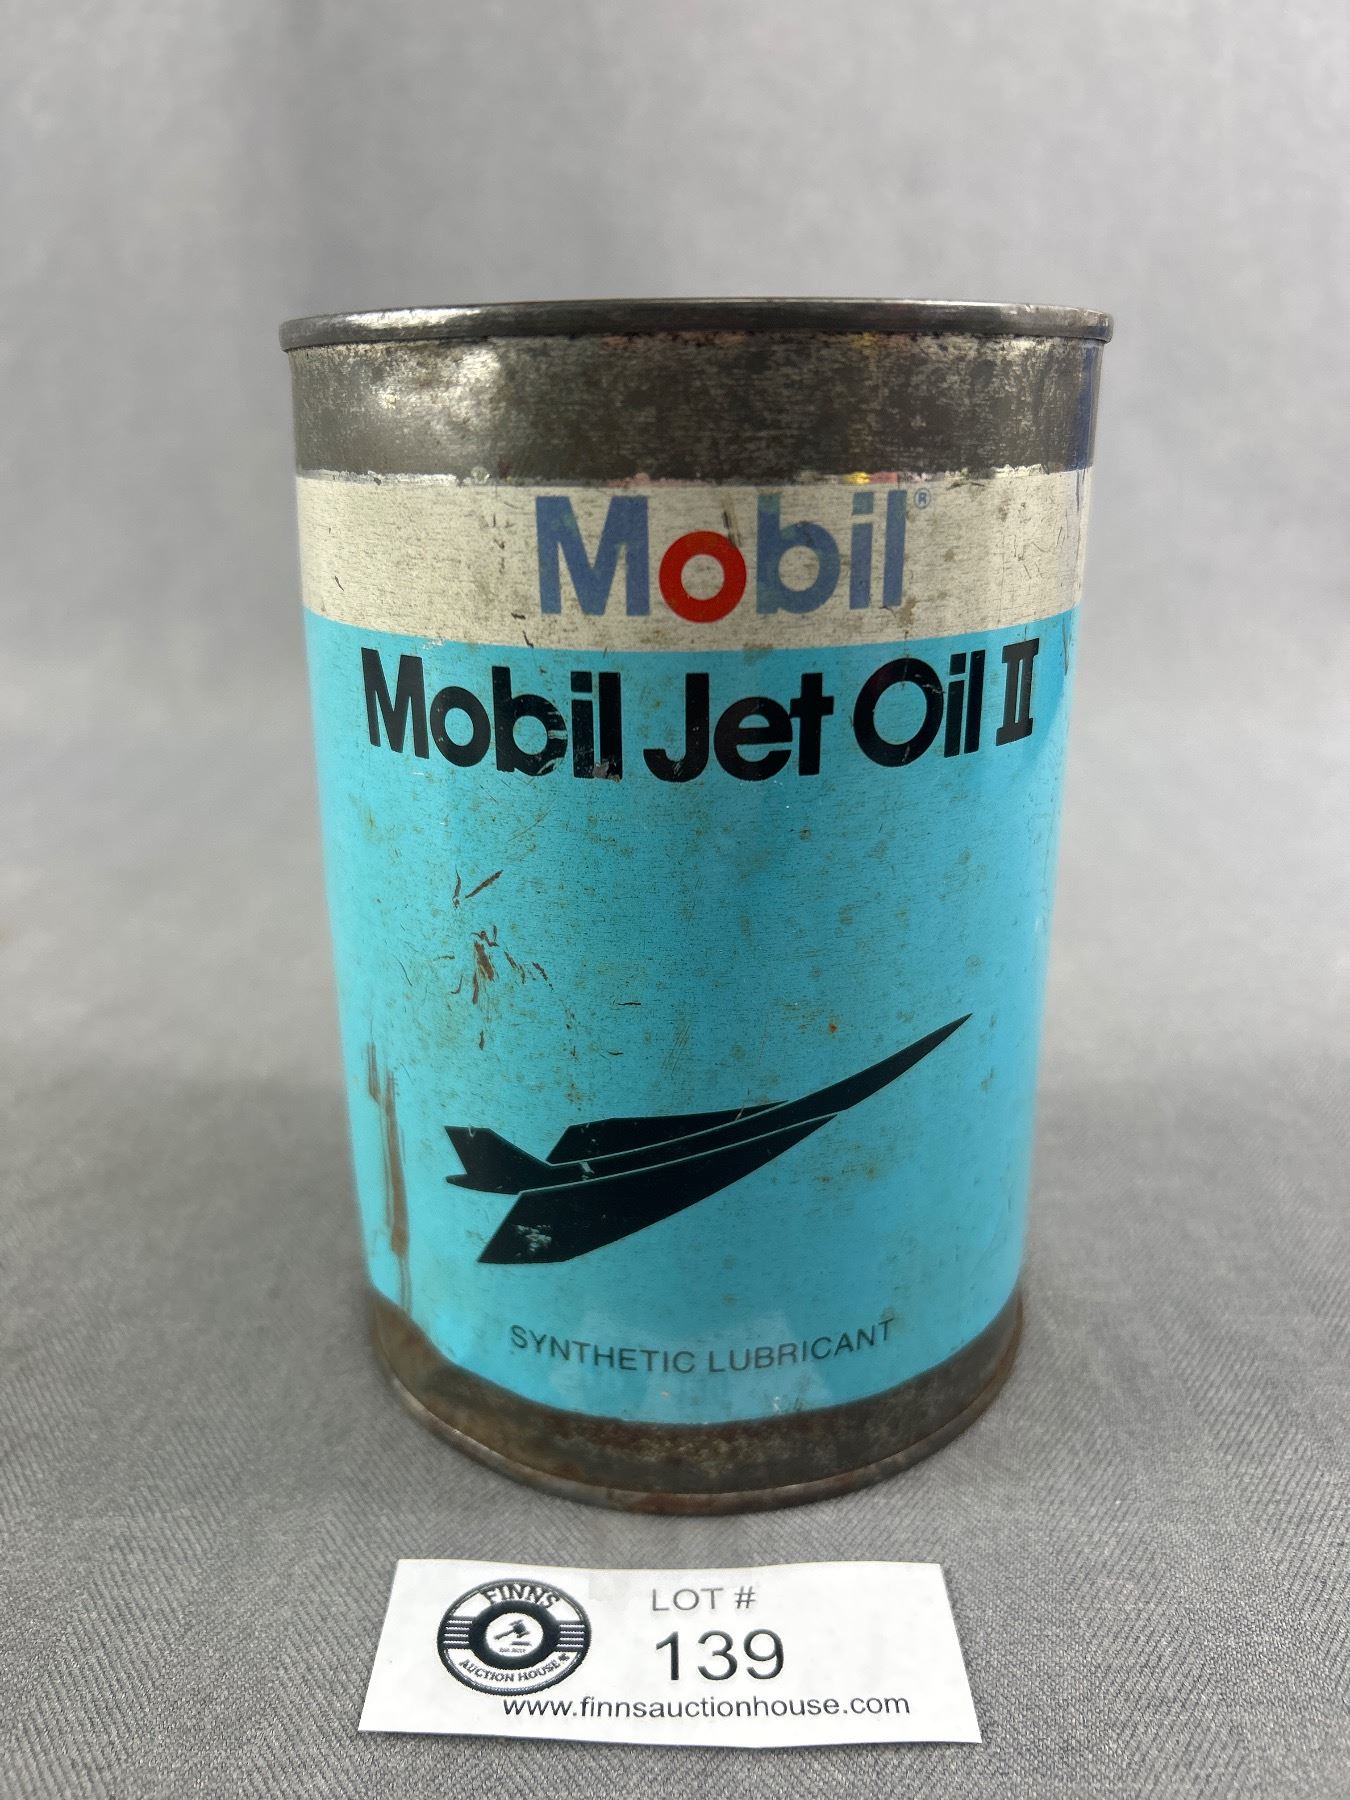 Mobil®
Mobil Jet Oil II
SYNTHETIC LUBRICANT
FINNS
AUCTION HOUSE
LOT #
139
www.finnsauctionhouse.com